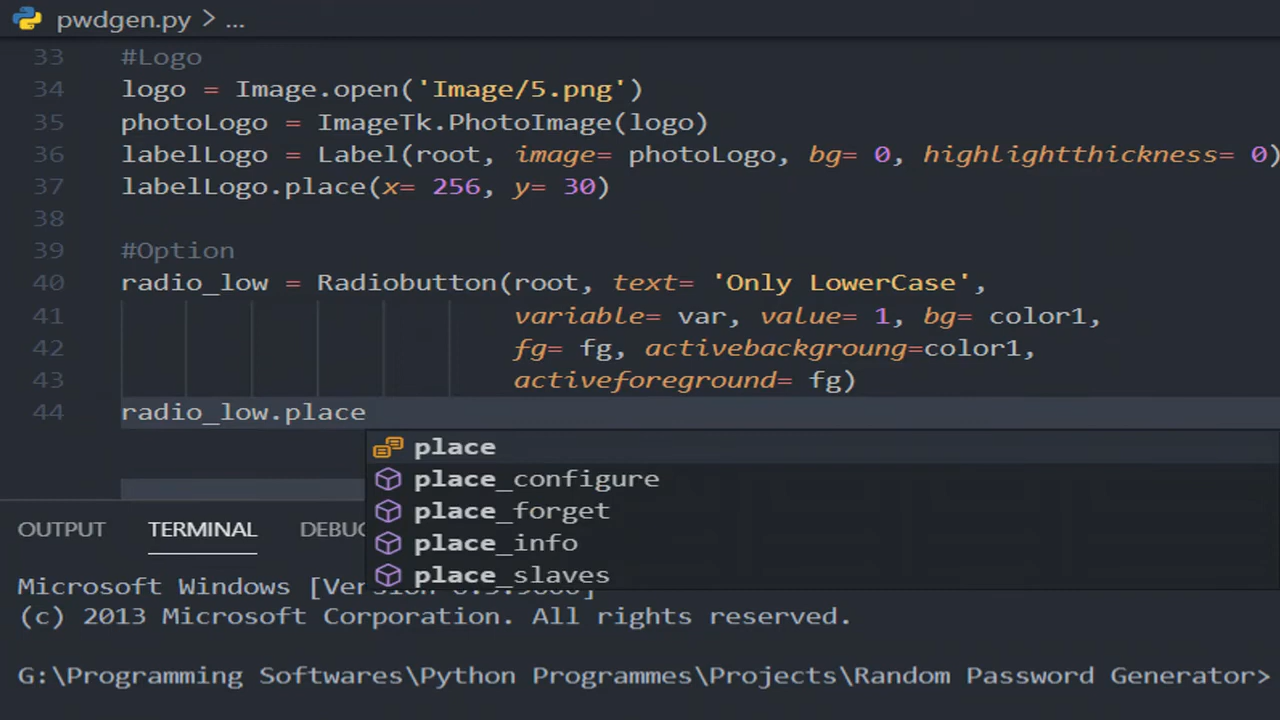 pwdgen.py > ...
33 #Logo
34 logo = Image.open('Image/5.png')
35 photoLogo = ImageTk.PhotoImage(logo)
36 labelLogo = Label(root, image= photoLogo, bg= 0, highlightthickness= 0)
37 labelLogo.place(x= 256, y= 30)
38
39 #Option
40 radio_low = Radiobutton(root, text= 'Only LowerCase',
41 variable= var, value= 1, bg= color1,
42 fg= fg, activebackgroung=color1,
43 activeforeground= fg)
44 radio_low.place
place
place_configure
place_forget
place_info
place_slaves
OUTPUT TERMINAL DEBU
Microsoft Windows [Ver
(c) 2013 Microsoft Corporation. All rights reserved.
G:\Programming Softwares\Python Programmes\Projects\Random Password Generator>